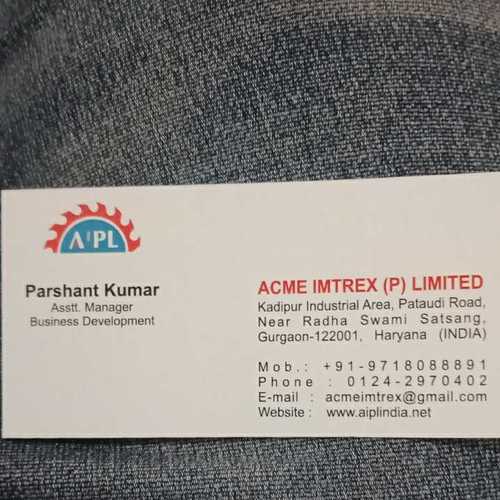 AIPL
Parshant Kumar
Asstt. Manager
Business Development
ACME IMTREX (P) LIMITED
Kadipur Industrial Area, Pataudi Road,
Near Radha Swami Satsang,
Gurgaon-122001, Haryana (INDIA)
Mob.: +91-9718088891
Phone : 0124-2970402
E-mail : acmeimtrex@gmail.com
Website : www.aiplindia.net